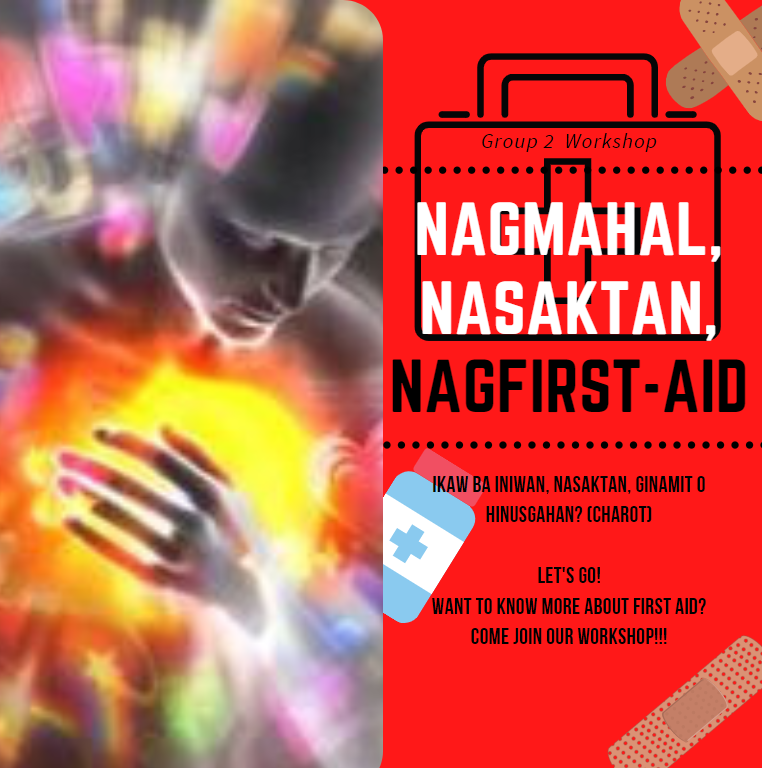 Group 2 Workshop
NAGMAHAL,
NASAKTAN,
NAGFIRST-AID
IKAW BA INIWAN, NASAKTAN, GINAMIT O
HINUSGAHAN? (CHAROT)
LET'S GO!
WANT TO KNOW MORE ABOUT FIRST AID?
COME JOIN OUR WORKSHOP!!!